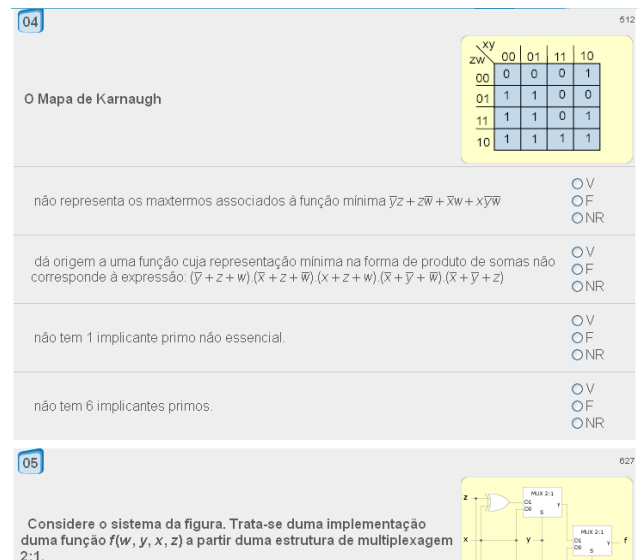 04
512
O Mapa de Karnaugh
xy
zw 00 01 11 10
00 0 0 0 1
01 1 1 0 0
11 1 1 0 1
10 1 1 1 1
não representa os maxtermos associados à função mínima y̅z + zw̅ + x̅w + xy̅w̅
V
F
NR
dá origem a uma função cuja representação mínima na forma de produto de somas não
corresponde à expressão: (y̅ + z + w).(x̅ + z + w̅).(x + z + w).(x̅ + y̅ + w̅).(x̅ + y̅ + z)
V
F
NR
não tem 1 implicante primo não essencial.
V
F
NR
não tem 6 implicantes primos.
V
F
NR
05
627
Considere o sistema da figura. Trata-se duma implementação
duma função f(w, y, x, z) a partir duma estrutura de multiplexagem
2:1.
z
MUX 2:1
D1
D0
S
Y
x
y
MUX 2:1
D1
D0
S
Y
f